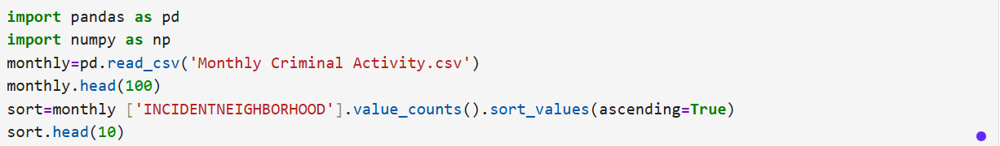 import pandas as pd
import numpy as np
monthly=pd.read_csv('Monthly Criminal Activity.csv')
monthly.head(100)
sort=monthly ['INCIDENTNEIGHBORHOOD'].value_counts().sort_values(ascending=True)
sort.head(10)